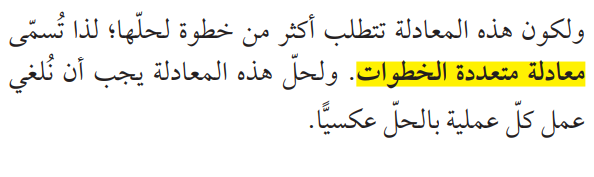 ولكون هذه المعادلة تتطلب أكثر من خطوة لحلّها؛ لذا تُسمّى
معادلة متعددة الخطوات. ولحلّ هذه المعادلة يجب أن نُلغي
عمل كلّ عملية بالحلّ عكسيًّا.